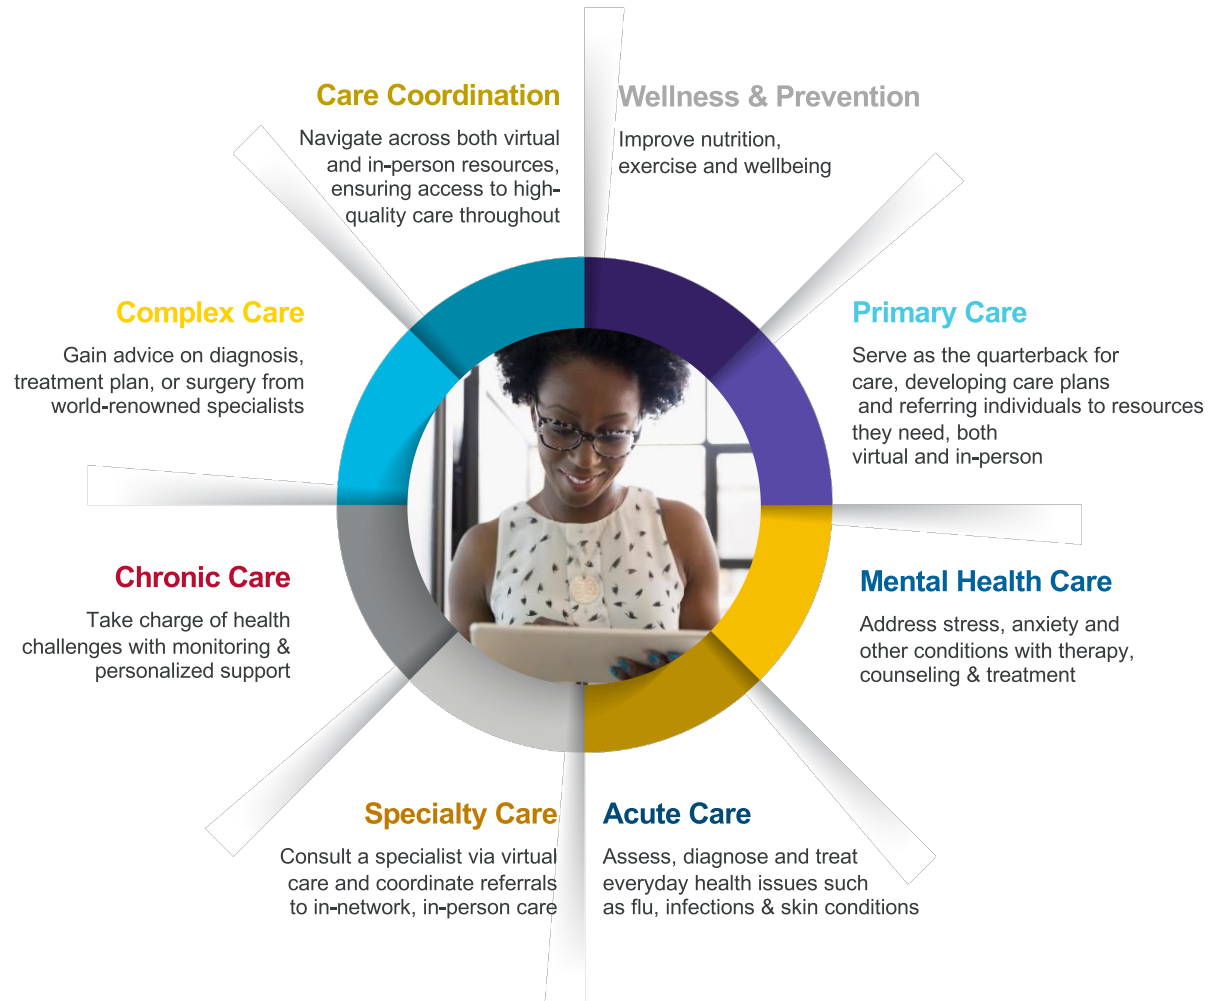 Care Coordination
Navigate across both virtual
and in-person resources,
ensuring access to high-
quality care throughout
Wellness & Prevention
Improve nutrition,
exercise and wellbeing
Complex Care
Gain advice on diagnosis,
treatment plan, or surgery from
world-renowned specialists
Primary Care
Serve as the quarterback for
care, developing care plans
and referring individuals to resources
they need, both
virtual and in-person
Chronic Care
Take charge of health
challenges with monitoring &
personalized support
Mental Health Care
Address stress, anxiety and
other conditions with therapy,
counseling & treatment
Specialty Care
Consult a specialist via virtual
care and coordinate referrals
to in-network, in-person care
Acute Care
Assess, diagnose and treat
everyday health issues such
as flu, infections & skin conditions